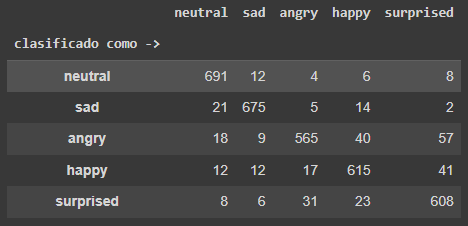 neutral sad angry happy surprised
clasificado como ->
neutral 691 12 4 6 8
sad 21 675 5 14 2
angry 18 9 565 40 57
happy 12 12 17 615 41
surprised 8 6 31 23 608